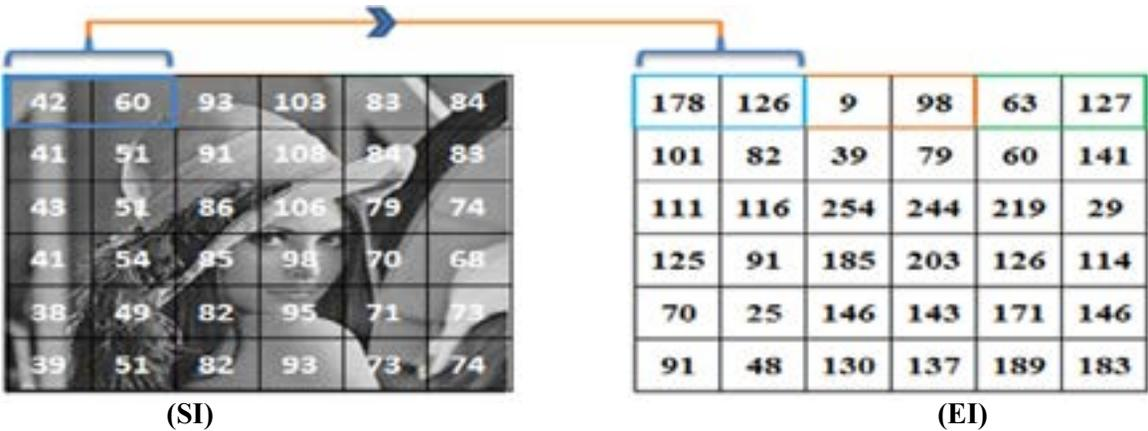 42 60 93 103 83 84 178 126 9 98 63 127
41 51 91 108 84 83 101 82 39 79 60 141
43 51 86 106 79 74 111 116 254 244 219 29
41 54 85 98 70 68 125 91 185 203 126 114
38 49 82 95 71 73 70 25 146 143 171 146
39 51 82 93 73 74 91 48 130 137 189 183
(SI) (EI)